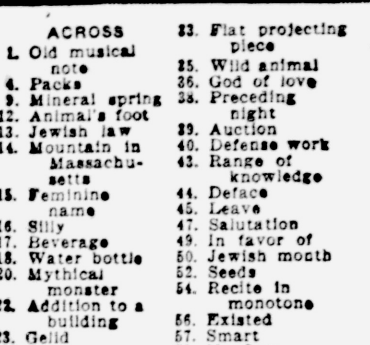 ACROSS
1. Old musical
note
4. Packs
9. Mineral spring
12. Animal's foot
13. Jewish law
14. Mountain in
Massachu-
setts
15. Feminine
name
16. Silly
17. Beverage
18. Water bottle
20. Mythical
monster
22. Addition to a
building
23. Gelid
33. Flat projecting
piece
35. Wild animal
36. God of love
38. Preceding
night
39. Auction
40. Defense work
43. Range of
knowledge
44. Deface
45. Leave
47. Salutation
49. In favor of
50. Jewish month
52. Seeds
54. Recite in
monotone
56. Existed
57. Smart